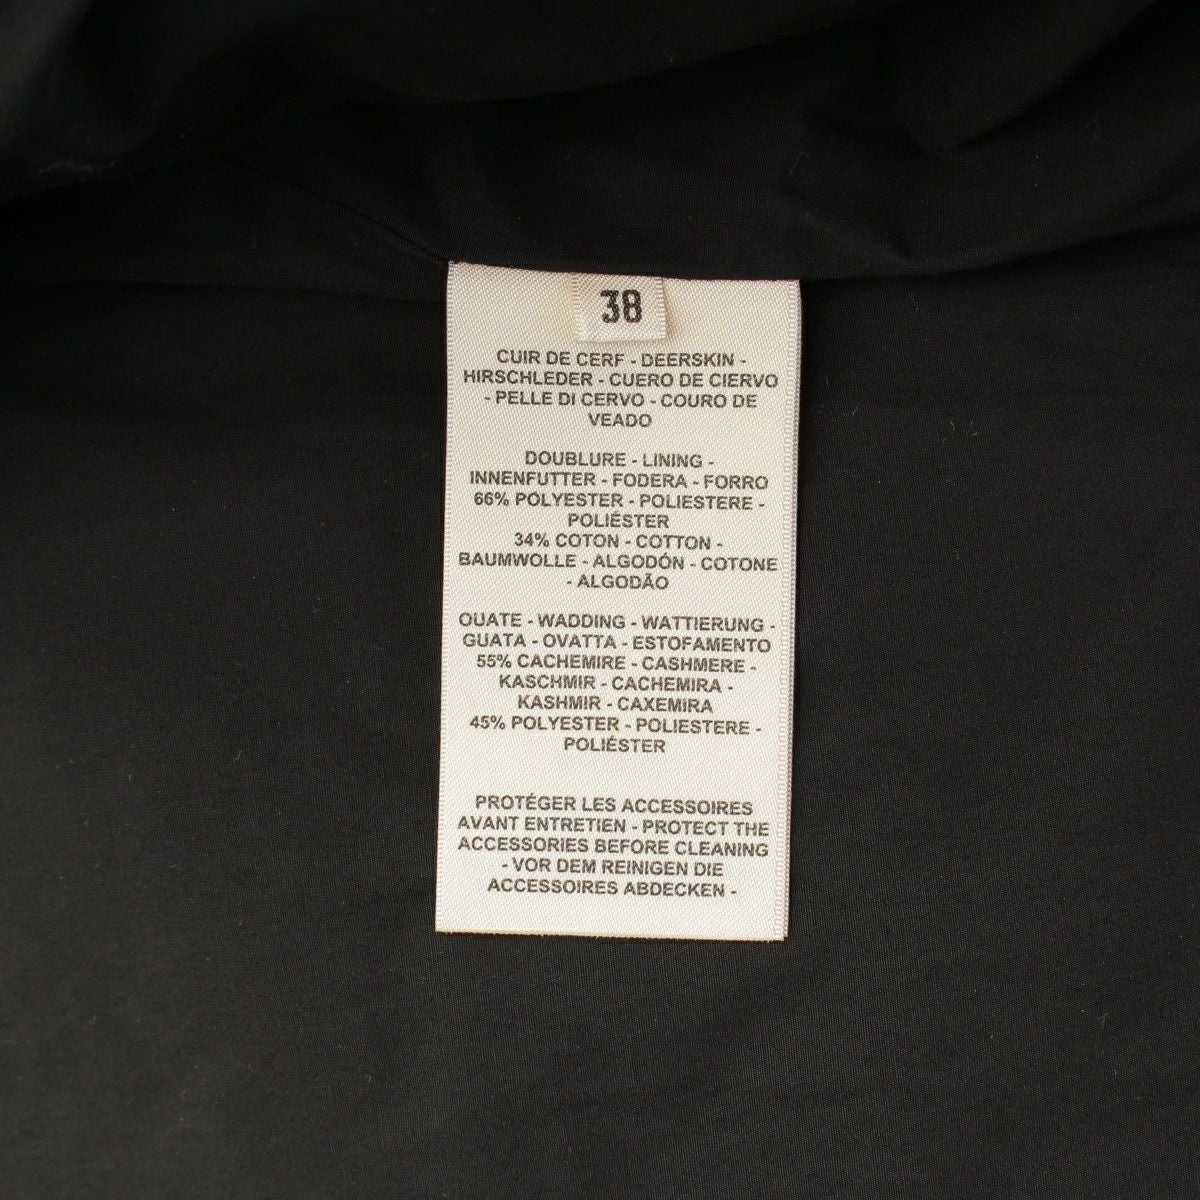 38
CUIR DE CERF - DEERSKIN -
HIRSCHLEDER - CUERO DE CIERVO
- PELLE DI CERVO - COURO DE
VEADO
DOUBLURE - LINING -
INNENFUTTER - FODERA - FORRO
66% POLYESTER - POLIESTERE -
POLIÉSTER
34% COTON - COTTON -
BAUMWOLLE - ALGODÓN - COTONE
- ALGODÃO
OUATE - WADDING - WATTIERUNG -
GUATA - OVATTA - ESTOFAMENTO
55% CACHEMIRE - CASHMERE -
KASCHMIR - CACHEMIRA -
KASHMIR - CAXEMIRA
45% POLYESTER - POLIESTERE -
POLIÉSTER
PROTÉGER LES ACCESSOIRES
AVANT ENTRETIEN - PROTECT THE
ACCESSORIES BEFORE CLEANING
- VOR DEM REINIGEN DIE
ACCESSOIRES ABDECKEN -